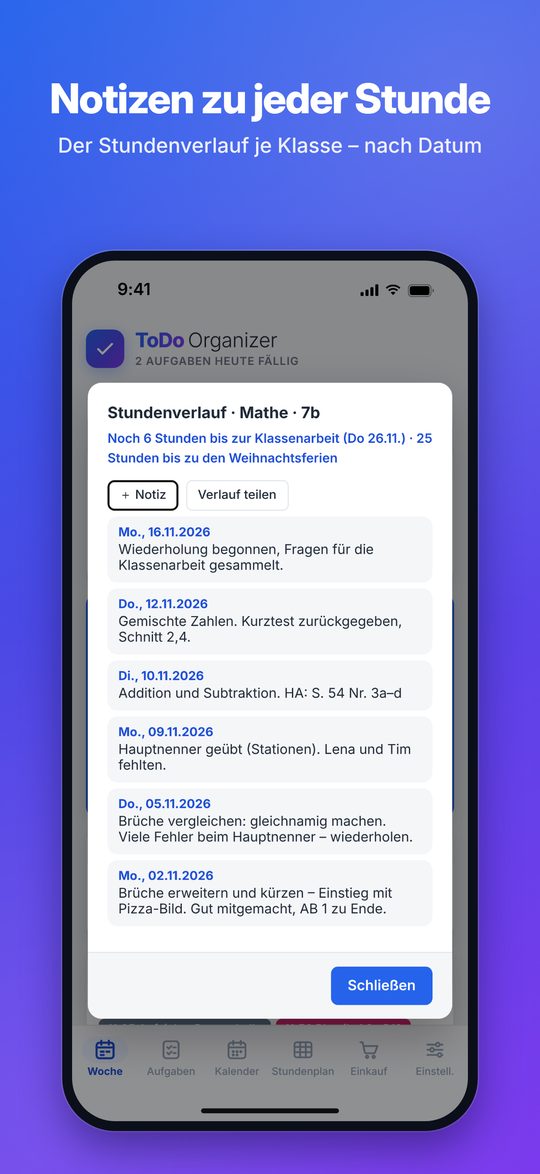 Notizen zu jeder Stunde
Der Stundenverlauf je Klasse – nach Datum
9:41
ToDo Organizer
2 AUFGABEN HEUTE FÄLLIG
Stundenverlauf · Mathe · 7b
Noch 6 Stunden bis zur Klassenarbeit (Do 26.11.) · 25
Stunden bis zu den Weihnachtsferien
+ Notiz
Verlauf teilen
Mo., 16.11.2026
Wiederholung begonnen, Fragen für die
Klassenarbeit gesammelt.
Do., 12.11.2026
Gemischte Zahlen. Kurztest zurückgegeben,
Schnitt 2,4.
Di., 10.11.2026
Addition und Subtraktion. HA: S. 54 Nr. 3a–d
Mo., 09.11.2026
Hauptnenner geübt (Stationen). Lena und Tim
fehlten.
Do., 05.11.2026
Brüche vergleichen: gleichnamig machen.
Viele Fehler beim Hauptnenner – wiederholen.
Mo., 02.11.2026
Brüche erweitern und kürzen – Einstieg mit
Pizza-Bild. Gut mitgemacht, AB 1 zu Ende.
Schließen
Woche
Aufgaben
Kalender
Stundenplan
Einkauf
Einstell.